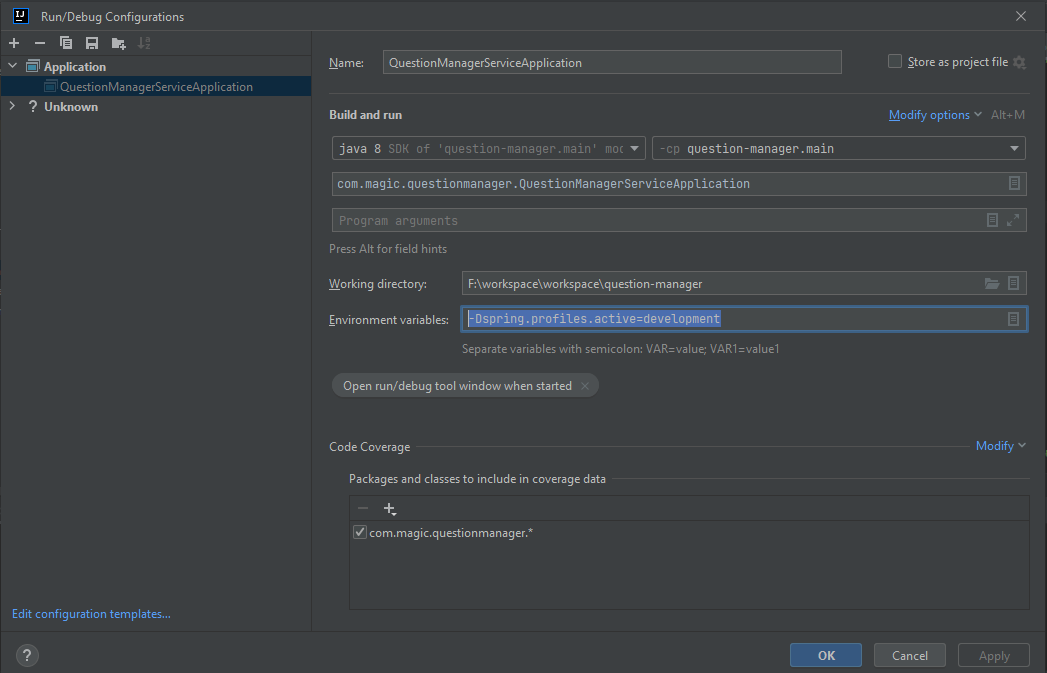 IJ Run/Debug Configurations
Application
QuestionManagerServiceApplication
? Unknown
Edit configuration templates...
?
Name: QuestionManagerServiceApplication
Store as project file
Build and run
Modify options Alt+M
java 8 SDK of 'question-manager.main' moc
-cp question-manager.main
com.magic.questionmanager.QuestionManagerServiceApplication
Program arguments
Press Alt for field hints
Working directory: F:\workspace\workspace\question-manager
Environment variables: -Dspring.profiles.active=development
Separate variables with semicolon: VAR=value; VAR1=value1
Open run/debug tool window when started
Code Coverage Modify
Packages and classes to include in coverage data
com.magic.questionmanager.*
OK Cancel Apply